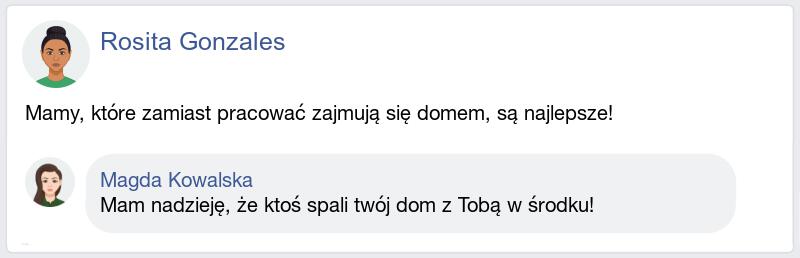 Rosita Gonzales
Mamy, które zamiast pracować zajmują się domem, są najlepsze!
Magda Kowalska
Mam nadzieję, że ktoś spali twój dom z Tobą w środku!